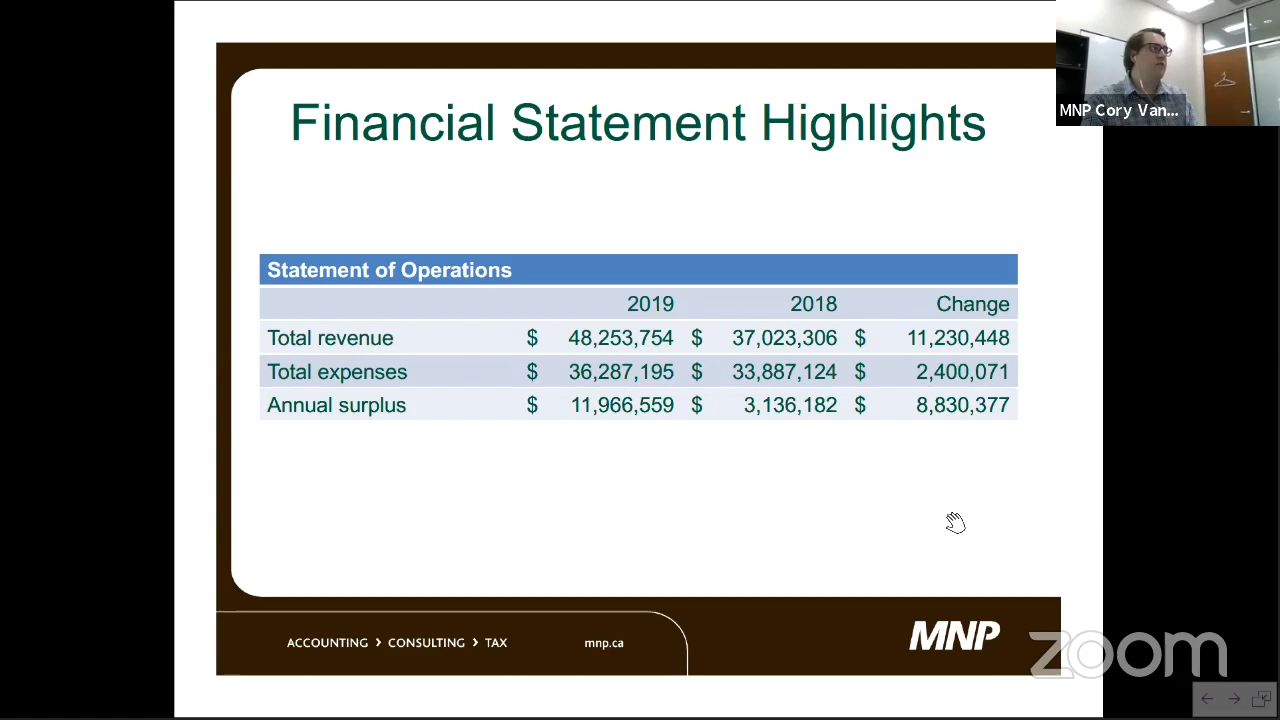 Financial Statement Highlights
MNP Cory Van...
Statement of Operations
2019 2018 Change
Total revenue $ 48,253,754 $ 37,023,306 $ 11,230,448
Total expenses $ 36,287,195 $ 33,887,124 $ 2,400,071
Annual surplus $ 11,966,559 $ 3,136,182 $ 8,830,377
ACCOUNTING > CONSULTING > TAX mnp.ca MNP
zoom